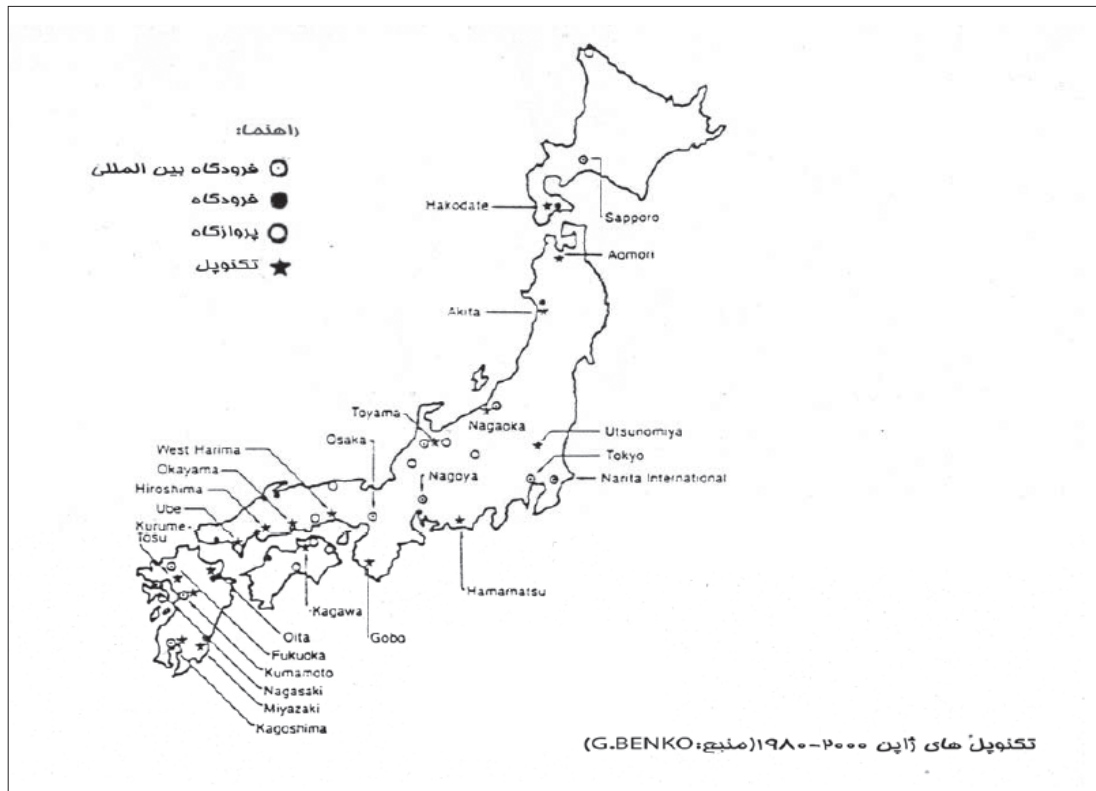 راهنما:
فرودگاه بین المللی
فرودگاه
پروازگاه
تکنوپل
Hakodate
Sapporo
Aomori
Akita
Toyama
Nagaoka
Utsunomiya
Osaka
Tokyo
West Harima
Nagoya
Narita International
Okayama
Hiroshima
Ube
Kurume-
Tosu
Hamamatsu
Kagawa
Gobo
Oita
Fukuoka
Kumamoto
Nagasaki
Miyazaki
Kagoshima
تکنوپل های ژاپن ۲۰۰۰-۱۹۸۰(منبع:G.BENKO)